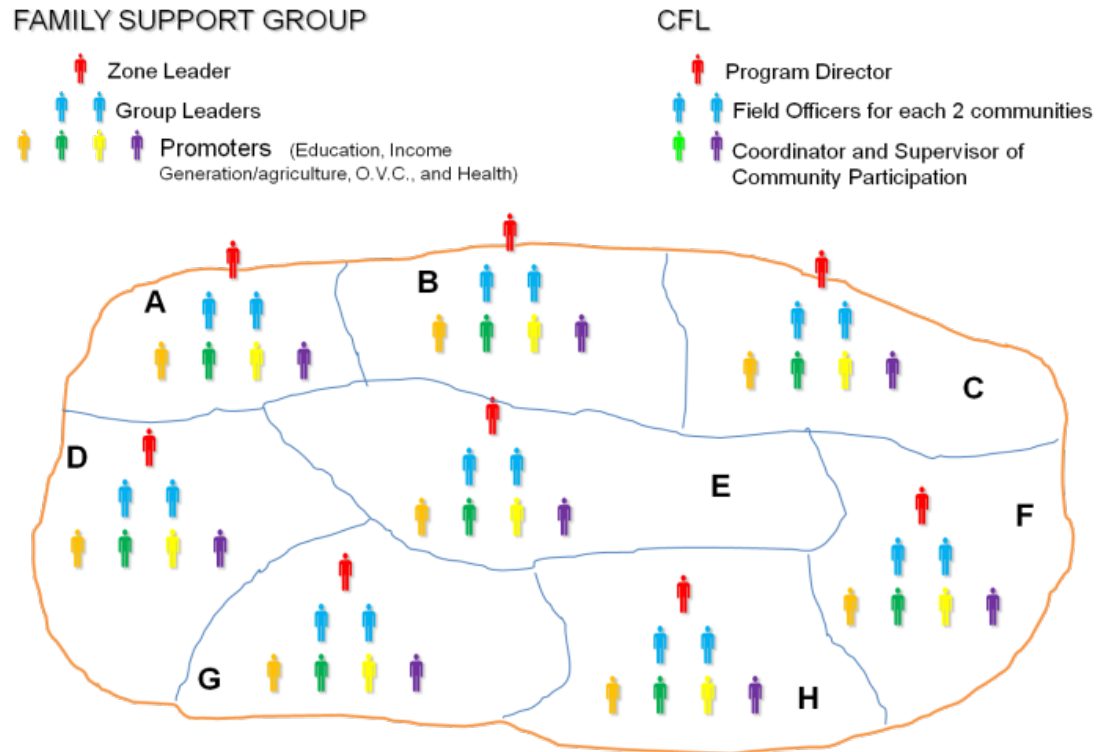 FAMILY SUPPORT GROUP
Zone Leader
Group Leaders
Promoters (Education, Income
Generation/agriculture, O.V.C., and Health)
CFL
Program Director
Field Officers for each 2 communities
Coordinator and Supervisor of
Community Participation
A
B
C
D
E
F
G
H